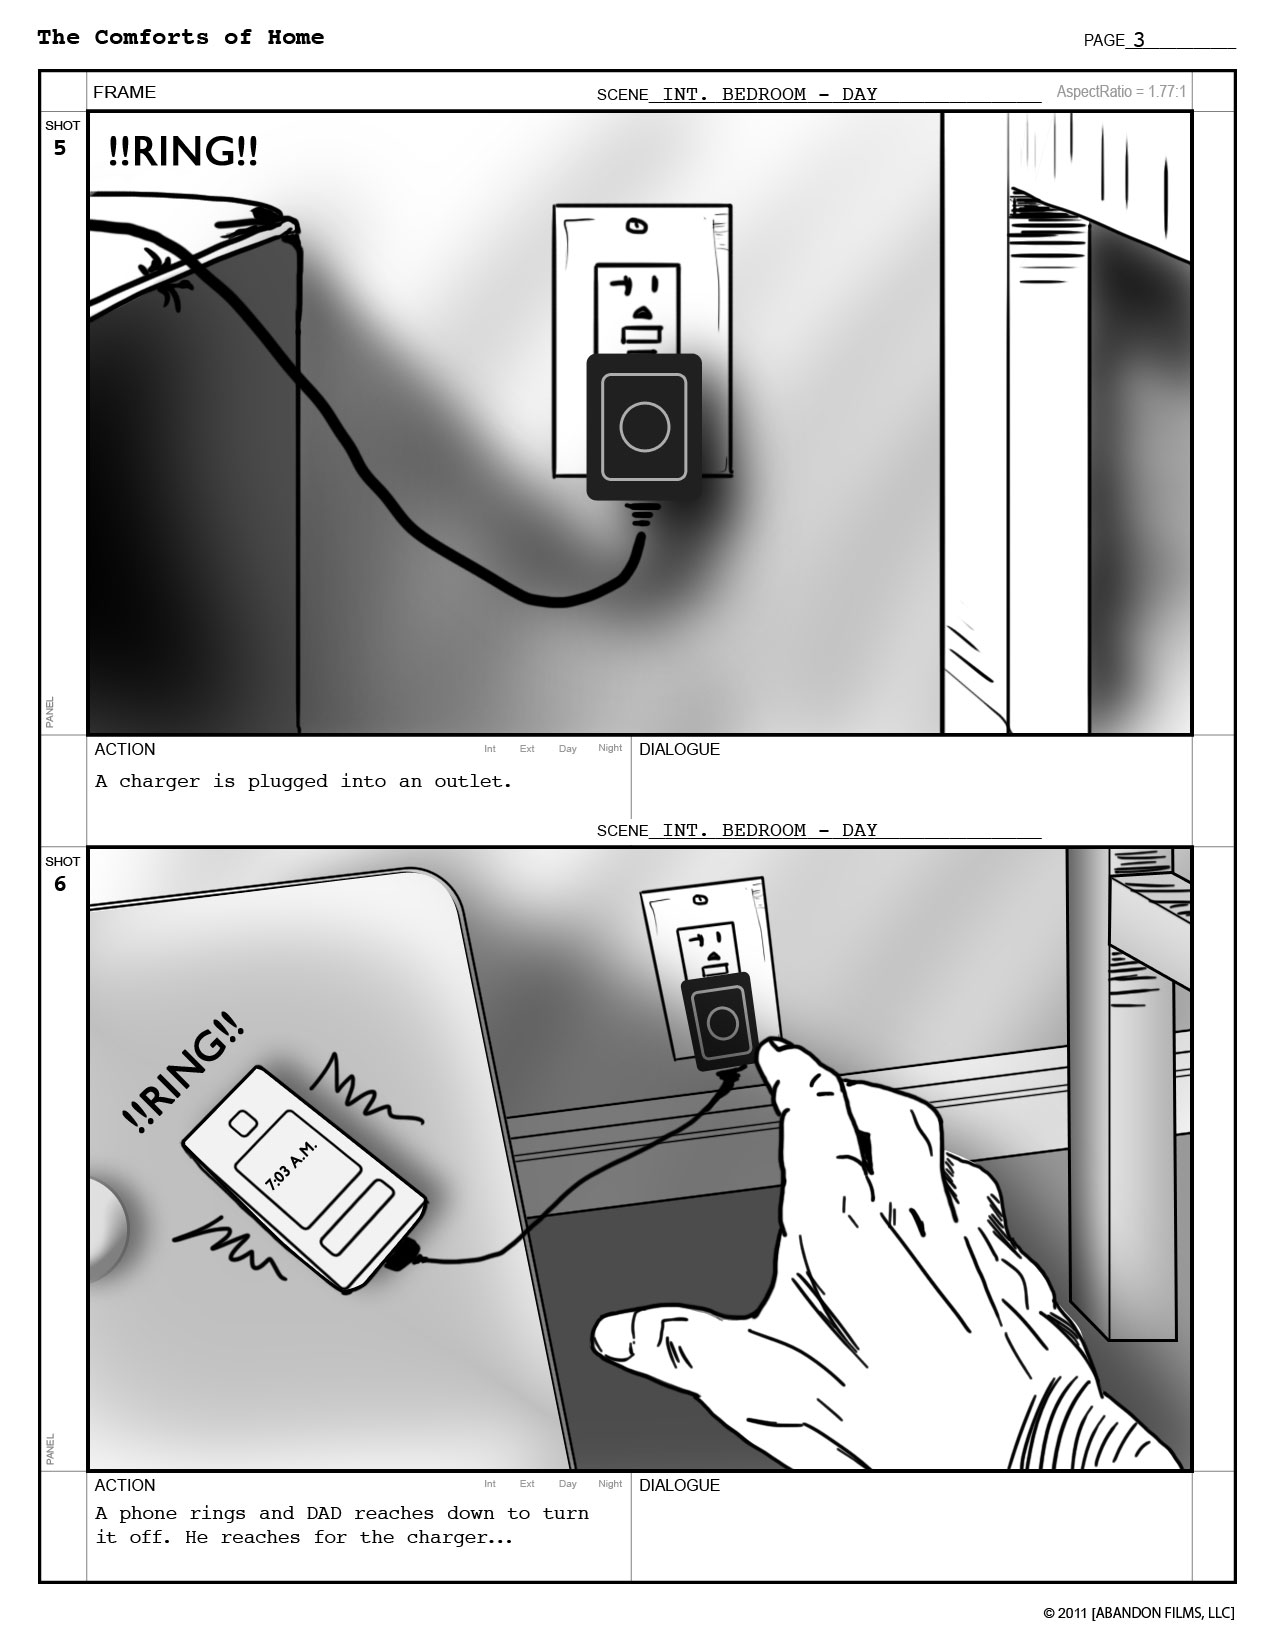 The Comforts of Home
PAGE 3
FRAME
SCENE INT. BEDROOM - DAY
AspectRatio = 1.77:1
SHOT
5
!!RING!!
PANEL
ACTION
Int Ext Day Night
DIALOGUE
A charger is plugged into an outlet.
SCENE INT. BEDROOM - DAY
SHOT
6
!!RING!!
7:03 A.M.
PANEL
ACTION
Int Ext Day Night
DIALOGUE
A phone rings and DAD reaches down to turn
it off. He reaches for the charger...
© 2011 [ABANDON FILMS, LLC]